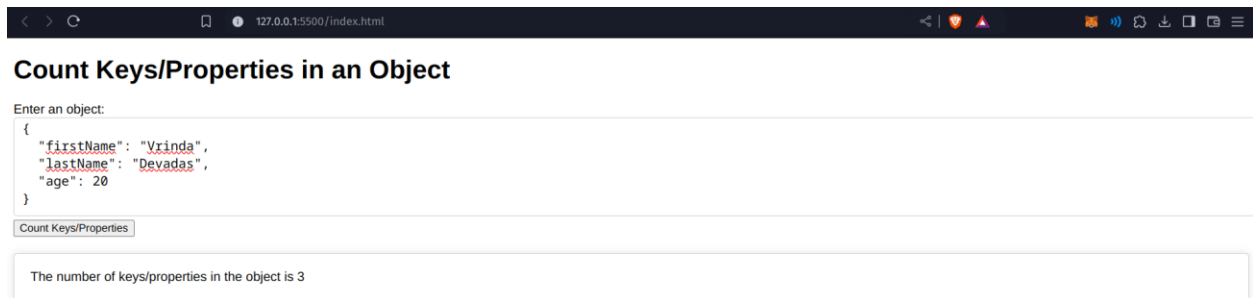 127.0.0.1:5500/index.html
Count Keys/Properties in an Object
Enter an object:
{
"firstName": "Vrinda",
"lastName": "Devadas",
"age": 20
}
Count Keys/Properties
The number of keys/properties in the object is 3